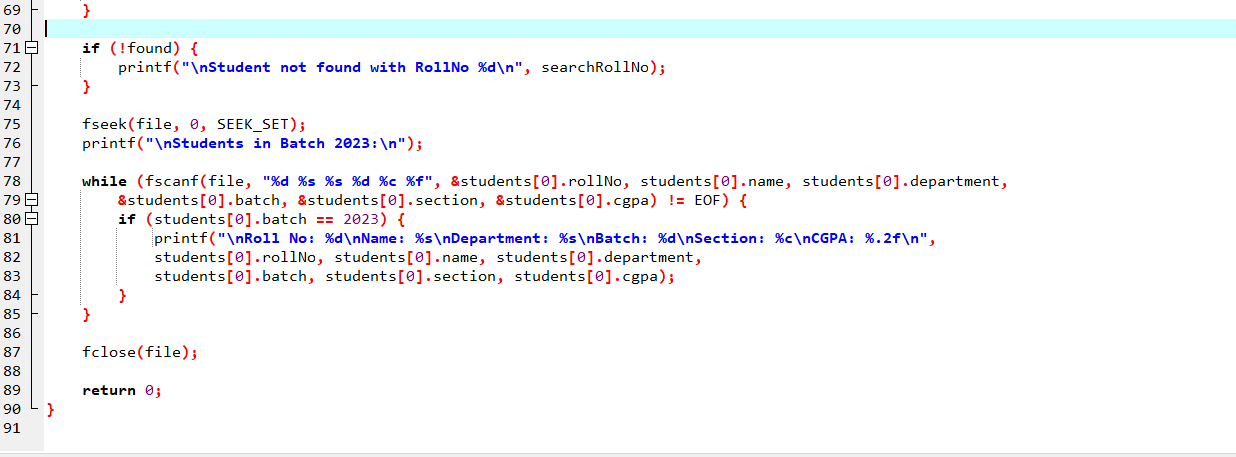 69 }
70
71 if (!found) {
72 printf("\nStudent not found with RollNo %d\n", searchRollNo);
73 }
74
75 fseek(file, 0, SEEK_SET);
76 printf("\nStudents in Batch 2023:\n");
77
78 while (fscanf(file, "%d %s %s %d %c %f", &students[0].rollNo, students[0].name, students[0].department,
79 &students[0].batch, &students[0].section, &students[0].cgpa) != EOF) {
80 if (students[0].batch == 2023) {
81 printf("\nRoll No: %d\nName: %s\nDepartment: %s\nBatch: %d\nSection: %c\nCGPA: %.2f\n",
82 students[0].rollNo, students[0].name, students[0].department,
83 students[0].batch, students[0].section, students[0].cgpa);
84 }
85 }
86
87 fclose(file);
88
89 return 0;
90 }
91